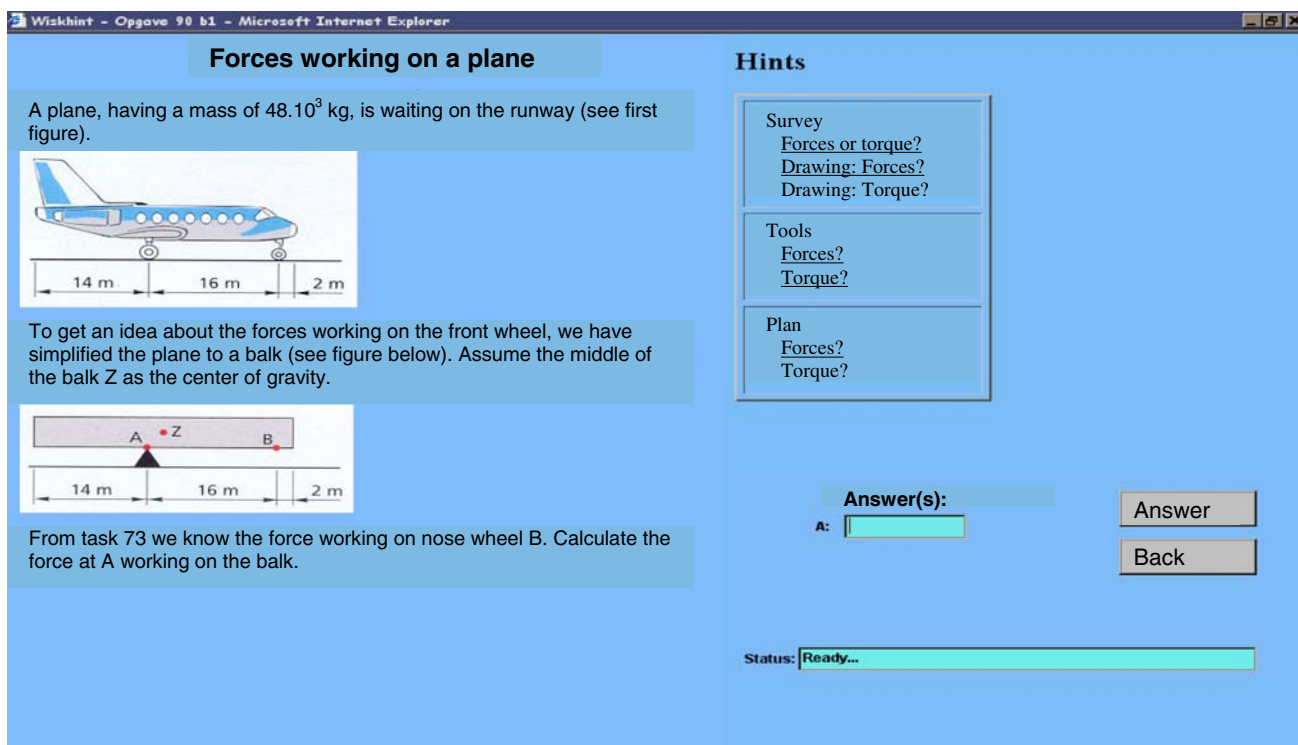 Wiskhint - Opgave 90 b1 - Microsoft Internet Explorer
Forces working on a plane
A plane, having a mass of 48.10³ kg, is waiting on the runway (see first
figure).
14 m 16 m 2 m
To get an idea about the forces working on the front wheel, we have
simplified the plane to a balk (see figure below). Assume the middle of
the balk Z as the center of gravity.
A Z B
14 m 16 m 2 m
From task 73 we know the force working on nose wheel B. Calculate the
force at A working on the balk.
Hints
Survey
Forces or torque?
Drawing: Forces?
Drawing: Torque?
Tools
Forces?
Torque?
Plan
Forces?
Torque?
Answer(s):
A:
Answer
Back
Status: Ready...